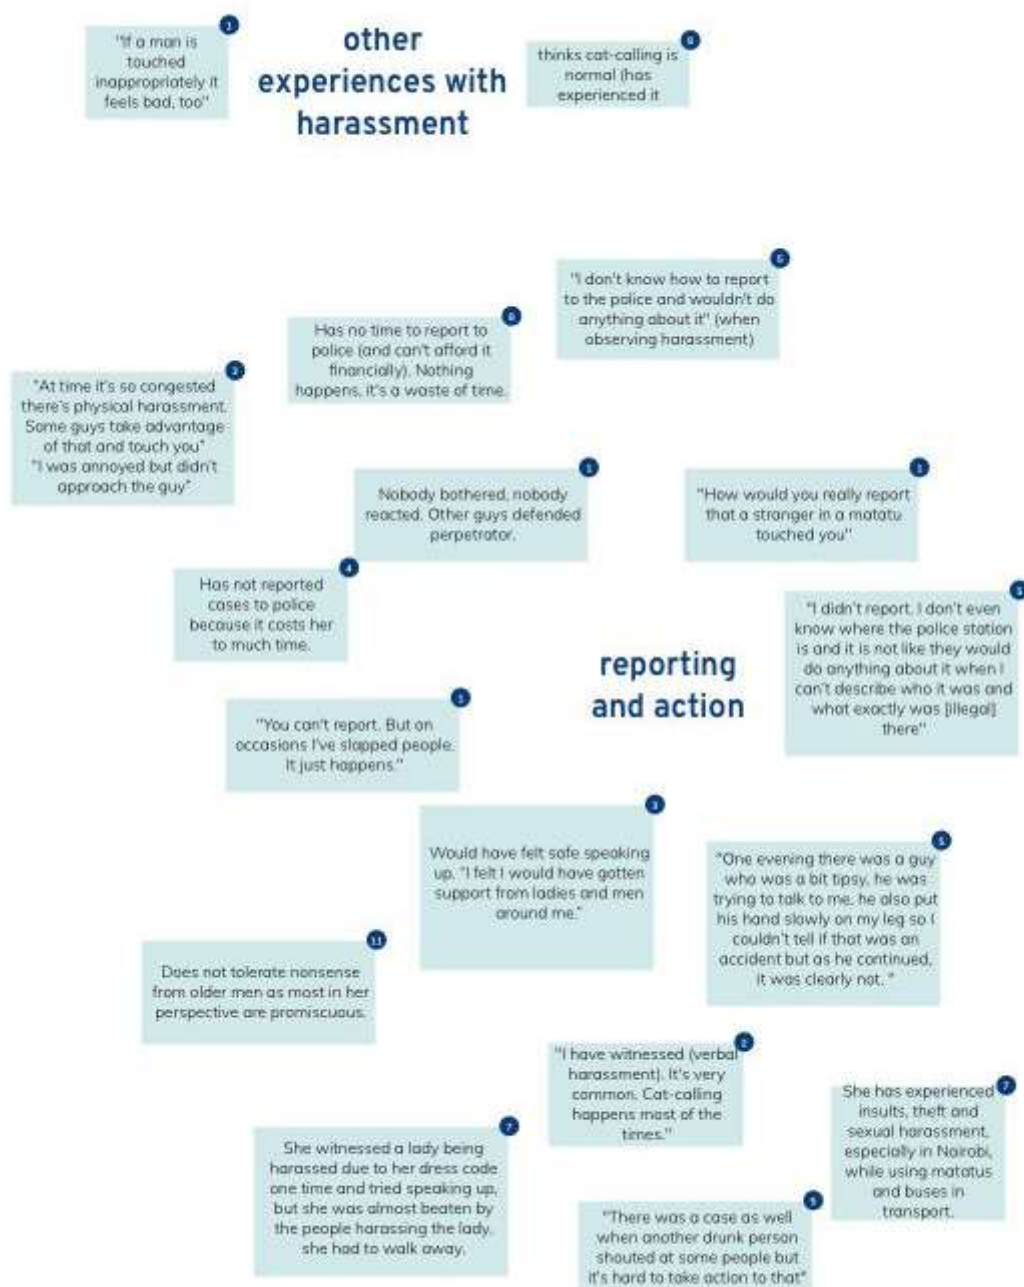 1
"If a man is
touched
inappropriately it
feels bad, too"
other
experiences with
harassment
thinks cat-calling is
normal (has
experienced it
5
"I don't know how to report
to the police and wouldn't do
anything about it" (when
observing harassment)
Has no time to report to
police (and can't afford it
financially). Nothing
happens, it's a waste of time.
"At time it's so congested
there's physical harassment.
Some guys take advantage
of that and touch you"
"I was annoyed but didn't
approach the guy"
Nobody bothered, nobody
reacted. Other guys defended
perpetrator.
1
"How would you really report
that a stranger in a matatu
touched you"
4
Has not reported
cases to police
because it costs her
to much time.
"I didn't report, I don't even
know where the police station
is and it is not like they would
do anything about it when I
can't describe who it was and
what exactly was [illegal]
there"
reporting
and action
"You can't report. But on
occasions I've slapped people.
It just happens."
3
Would have felt safe speaking
up. "I felt I would have gotten
support from ladies and men
around me."
5
"One evening there was a guy
who was a bit tipsy, he was
trying to talk to me, he also put
his hand slowly on my leg so I
couldn't tell if that was an
accident but as he continued,
it was clearly not. "
11
Does not tolerate nonsense
from older men as most in her
perspective are promiscuous.
2
"I have witnessed (verbal
harassment). It's very
common. Cat-calling
happens most of the
times."
7
She has experienced
insults, theft and
sexual harassment,
especially in Nairobi,
while using matatus
and buses in
transport.
7
She witnessed a lady being
harassed due to her dress code
one time and tried speaking up,
but she was almost beaten by
the people harassing the lady,
she had to walk away.
"There was a case as well
when another drunk person
shouted at some people but
it's hard to take action to that"